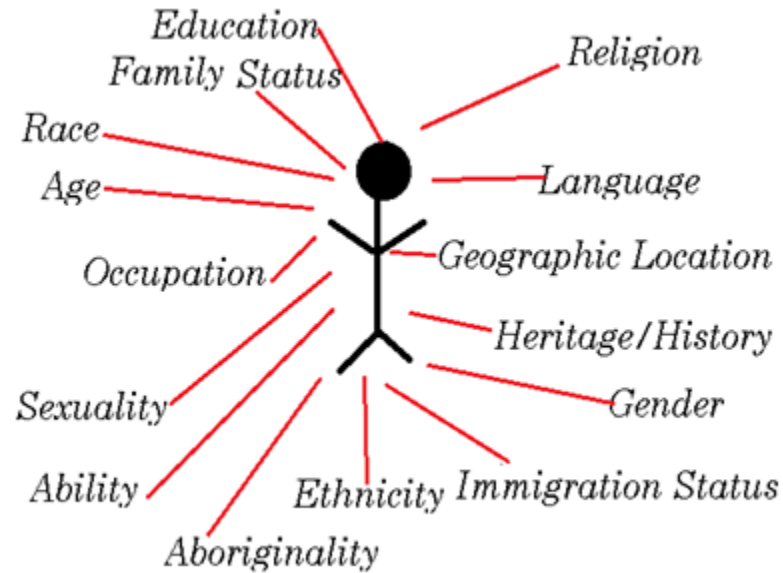 Education
Religion
Family Status
Race
Age
Language
Geographic Location
Occupation
Heritage/History
Sexuality
Gender
Ability
Ethnicity
Immigration Status
Aboriginality